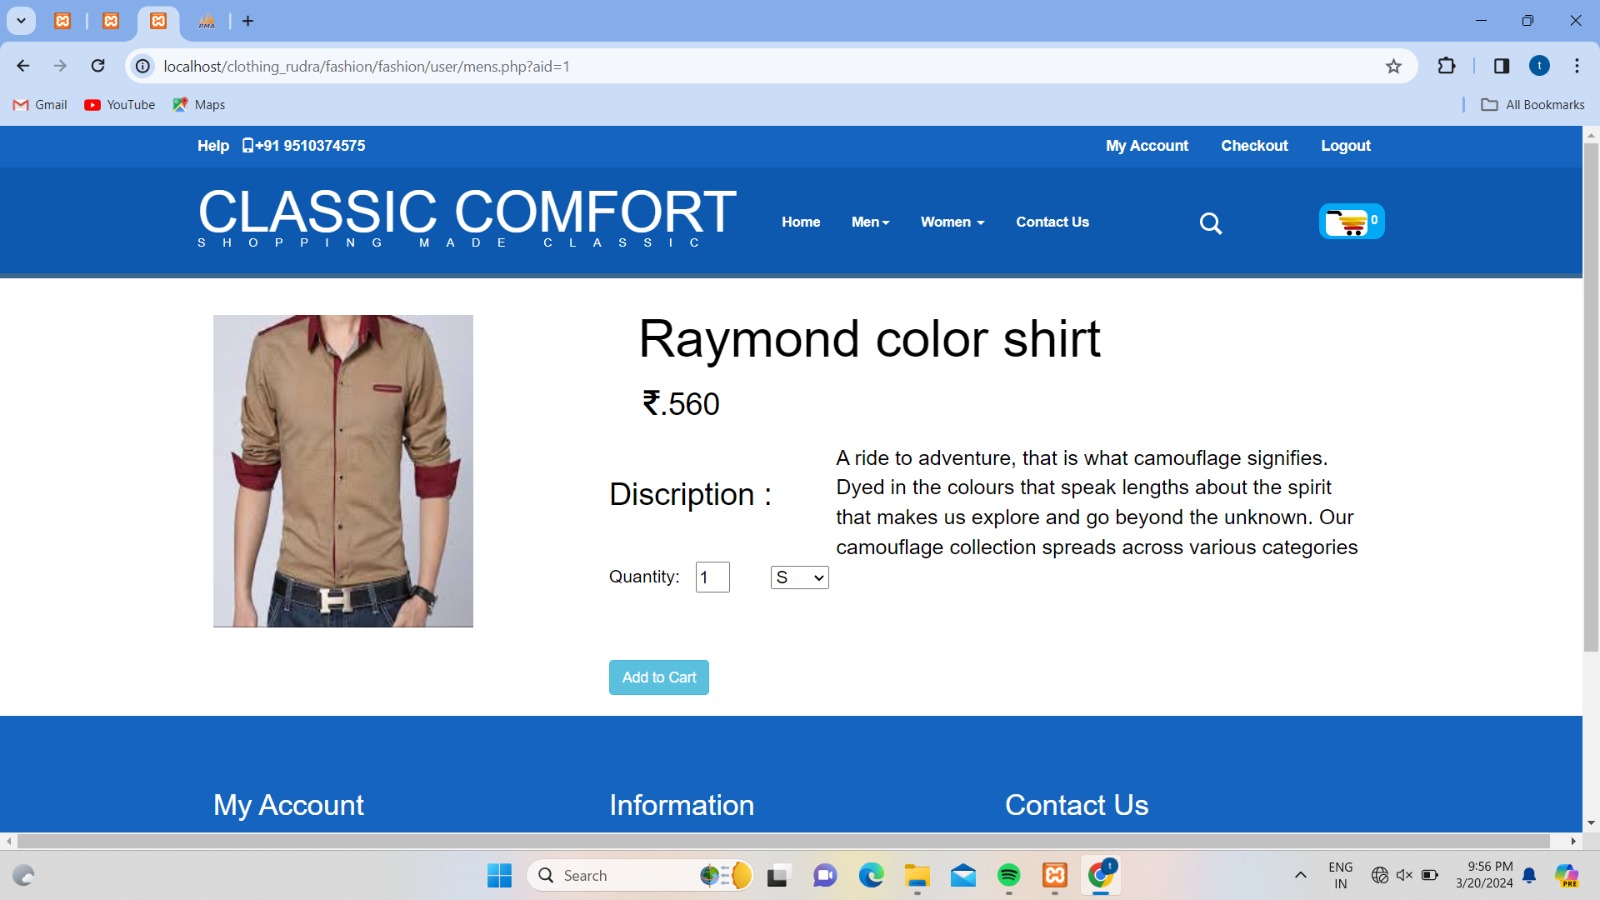 localhost/clothing_rudra/fashion/fashion/user/mens.php?aid=1
t
Gmail YouTube Maps All Bookmarks
Help +91 9510374575 My Account Checkout Logout
CLASSIC COMFORT
SHOPPING MADE CLASSIC
Home Men Women Contact Us 0
Raymond color shirt
₹.560
A ride to adventure, that is what camouflage signifies.
Dyed in the colours that speak lengths about the spirit
that makes us explore and go beyond the unknown. Our
camouflage collection spreads across various categories
Discription :
Quantity: 1 S
Add to Cart
My Account Information Contact Us
Search
t
ENG
IN
9:56 PM
3/20/2024
PRE